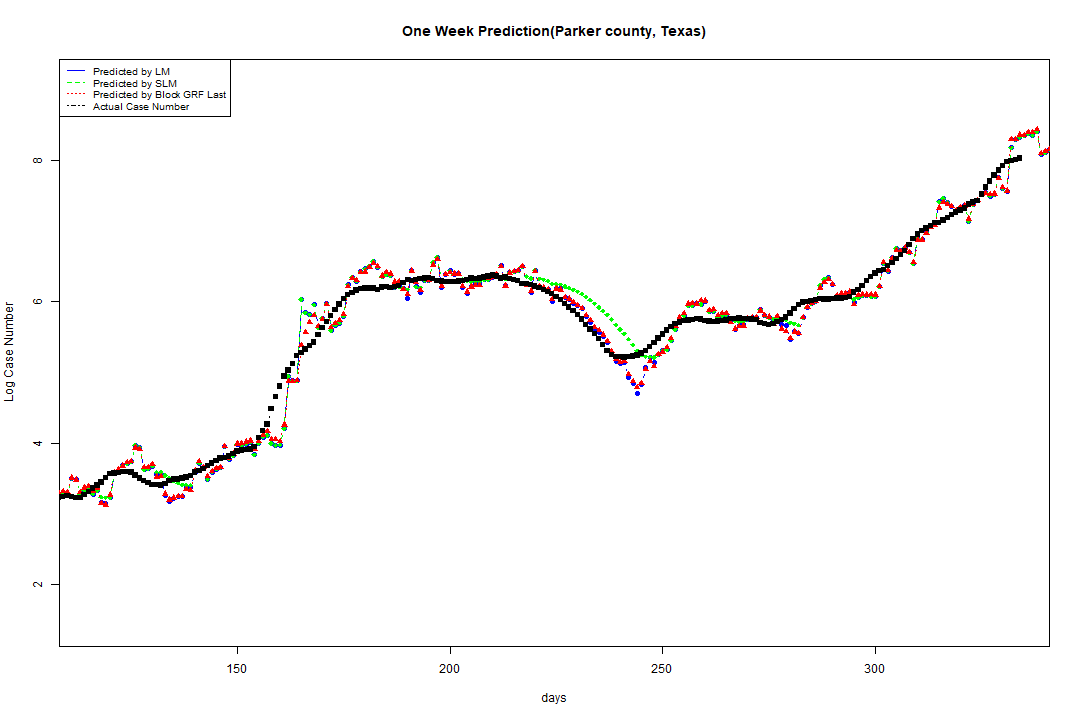 One Week Prediction(Parker county, Texas)
Predicted by LM
Predicted by SLM
Predicted by Block GRF Last
Actual Case Number
8
6
4
2
Log Case Number
150
200
250
300
days